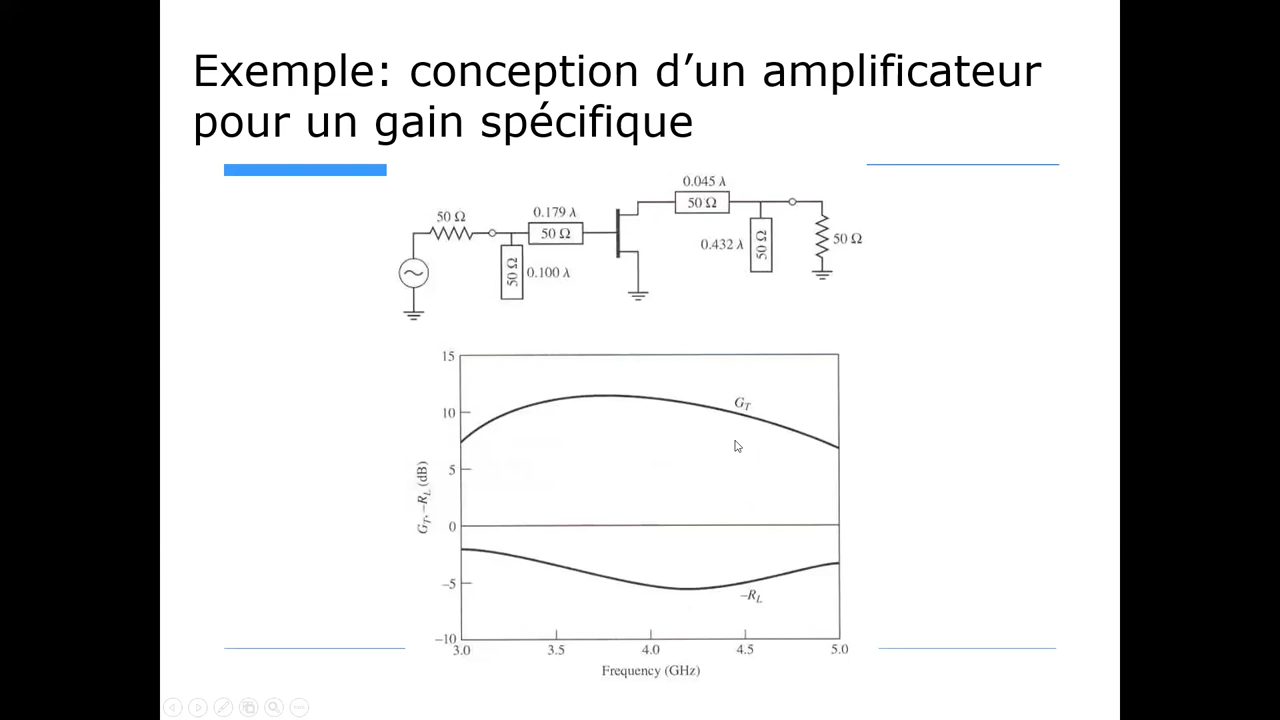 Exemple: conception d’un amplificateur
pour un gain spécifique
0.045 λ
50 Ω
0.179 λ
50 Ω
50 Ω
50 Ω
0.100 λ
0.432 λ
50 Ω
50 Ω
15
10
5
0
−5
−10
G_T, −R_L (dB)
G_T
−R_L
3.0
3.5
4.0
4.5
5.0
Frequency (GHz)